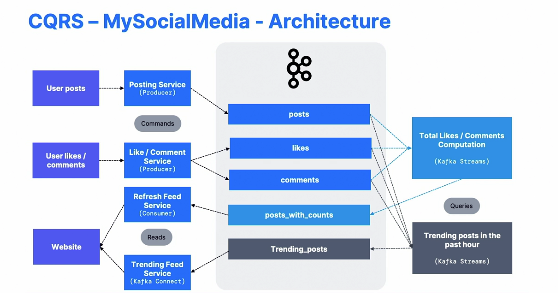 CQRS – MySocialMedia - Architecture
User posts
Posting Service
(Producer)
Commands
User likes /
comments
Like / Comment
Service
(Producer)
Refresh Feed
Service
(Consumer)
Reads
Website
Trending Feed
Service
(Kafka Connect)
posts
likes
comments
posts_with_counts
Trending_posts
Total Likes / Comments
Computation
(Kafka Streams)
Queries
Trending posts in the
past hour
(Kafka Streams)